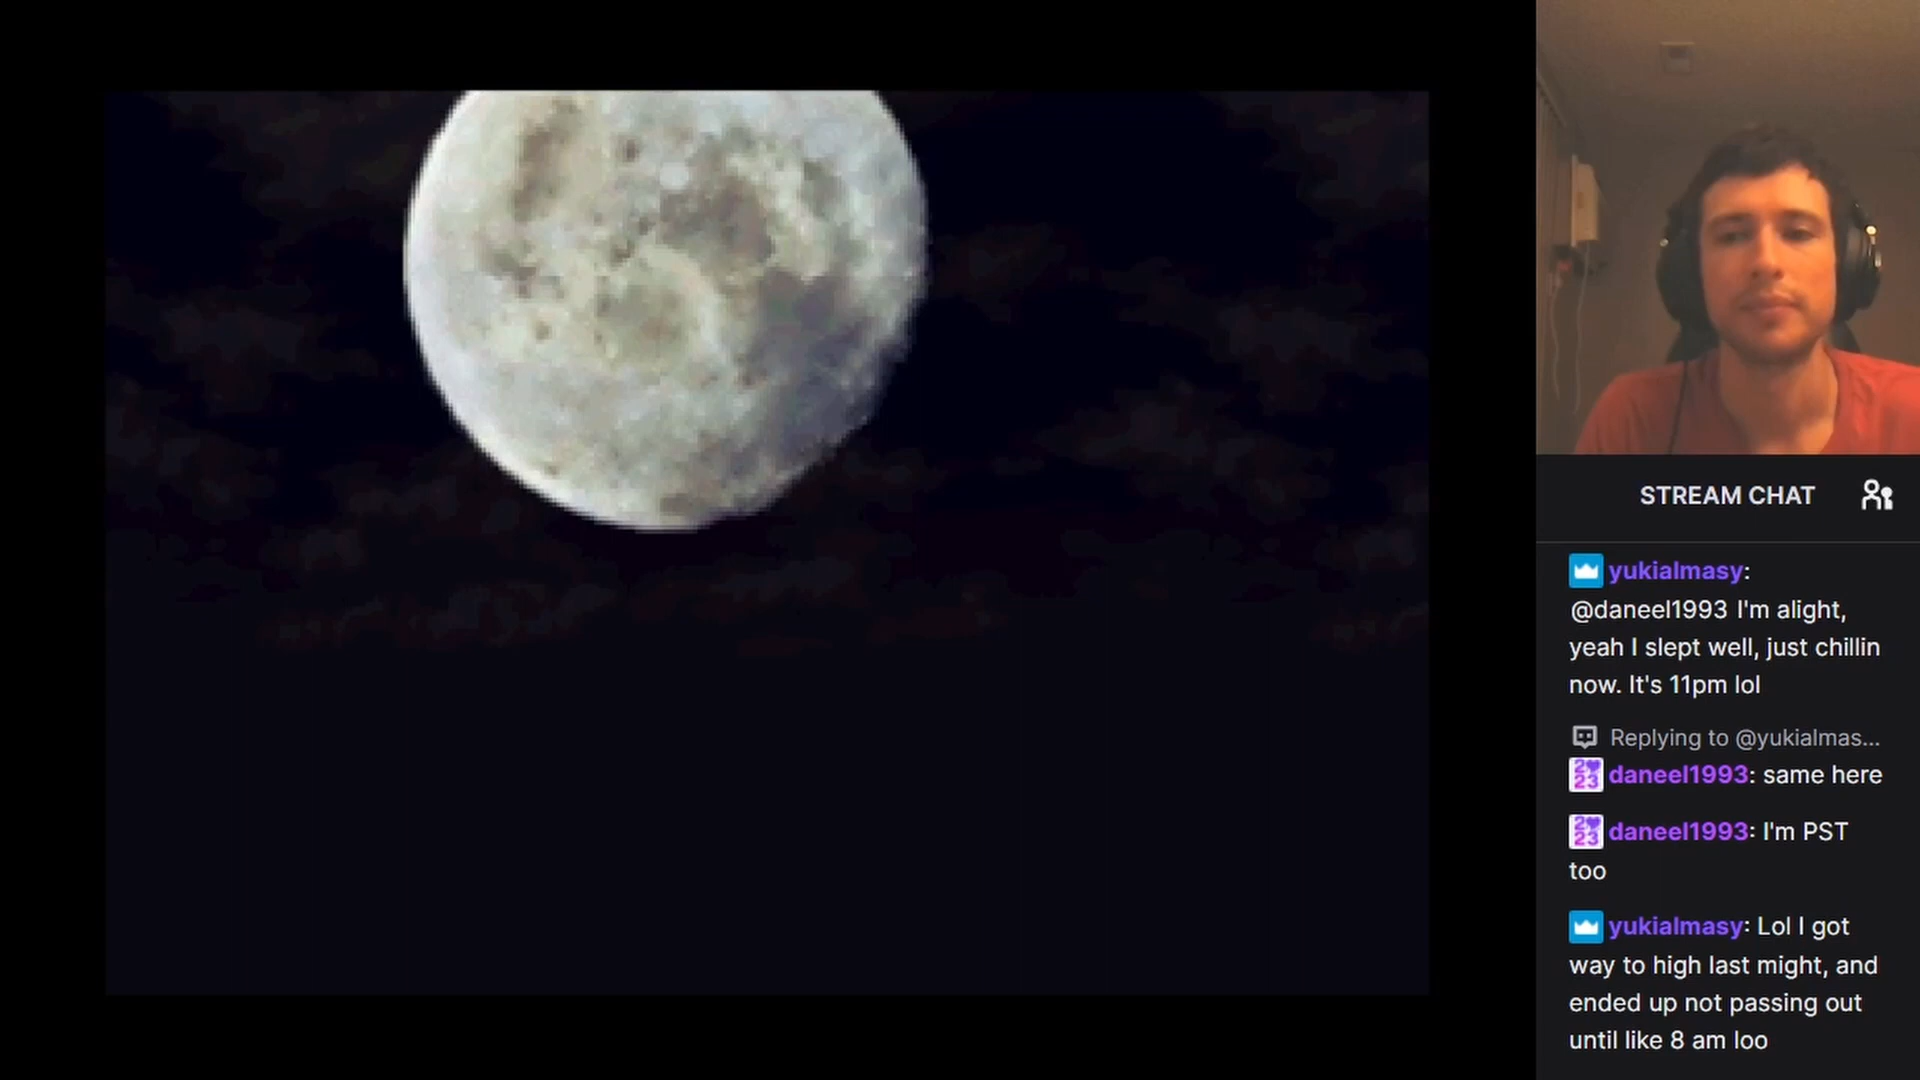 STREAM CHAT
yukialmasy:
@daneel1993 I'm alight,
yeah I slept well, just chillin
now. It's 11pm lol
Replying to @yukialmas...
daneel1993: same here
daneel1993: I'm PST
too
yukialmasy: Lol I got
way to high last might, and
ended up not passing out
until like 8 am loo